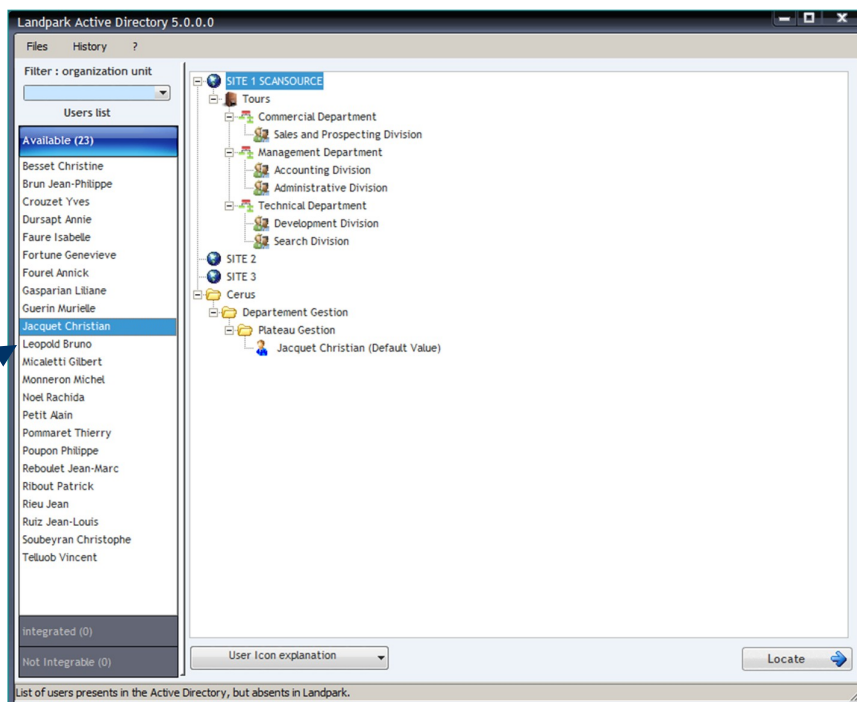 Landpark Active Directory 5.0.0.0
Files History ?
Filter : organization unit
Users list
Available (23)
Besset Christine
Brun Jean-Philippe
Crouzet Yves
Dursapt Annie
Faure Isabelle
Fortune Genevieve
Fourel Annick
Gasparian Liliane
Guerin Murielle
Jacquet Christian
Leopold Bruno
Micaletti Gilbert
Monneron Michel
Noel Rachida
Petit Alain
Pommaret Thierry
Poupon Philippe
Reboulet Jean-Marc
Ribout Patrick
Rieu Jean
Ruiz Jean-Louis
Soubeyran Christophe
Telluob Vincent
integrated (0)
Not Integrable (0)
SITE 1 SCANSOURCE
Tours
Commercial Department
Sales and Prospecting Division
Management Department
Accounting Division
Administrative Division
Technical Department
Development Division
Search Division
SITE 2
SITE 3
Cerus
Departement Gestion
Plateau Gestion
Jacquet Christian (Default Value)
User Icon explanation
Locate
List of users presents in the Active Directory, but absents in Landpark.